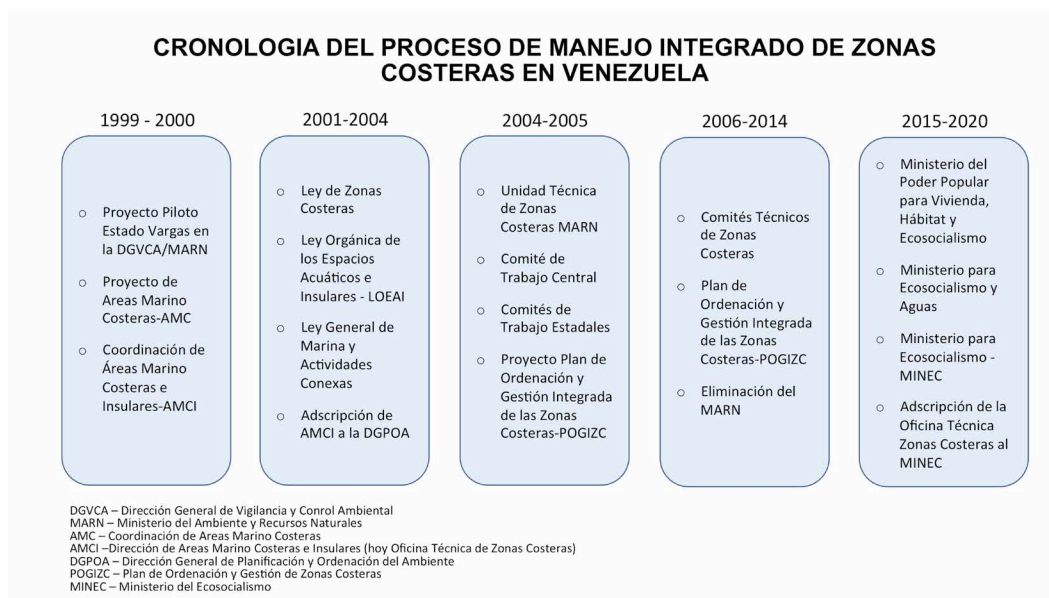 CRONOLOGIA DEL PROCESO DE MANEJO INTEGRADO DE ZONAS
COSTERAS EN VENEZUELA
1999 - 2000
○ Proyecto Piloto
Estado Vargas en
la DGVCA/MARN
○ Proyecto de
Areas Marino
Costeras-AMC
○ Coordinación de
Áreas Marino
Costeras e
Insulares-AMCI
2001-2004
○ Ley de Zonas
Costeras
○ Ley Orgánica de
los Espacios
Acuáticos e
Insulares - LOEAI
○ Ley General de
Marina y
Actividades
Conexas
○ Adscripción de
AMCI a la DGPOA
2004-2005
○ Unidad Técnica
de Zonas
Costeras MARN
○ Comité de
Trabajo Central
○ Comités de
Trabajo Estadales
○ Proyecto Plan de
Ordenación y
Gestión Integrada
de las Zonas
Costeras-POGIZC
2006-2014
○ Comités Técnicos
de Zonas
Costeras
○ Plan de
Ordenación y
Gestión Integrada
de las Zonas
Costeras-POGIZC
○ Eliminación del
MARN
2015-2020
○ Ministerio del
Poder Popular
para Vivienda,
Hábitat y
Ecosocialismo
○ Ministerio para
Ecosocialismo y
Aguas
○ Ministerio para
Ecosocialismo -
MINEC
○ Adscripción de la
Oficina Técnica
Zonas Costeras al
MINEC
DGVCA – Dirección General de Vigilancia y Conrol Ambiental
MARN – Ministerio del Ambiente y Recursos Naturales
AMC – Coordinación de Areas Marino Costeras
AMCI –Dirección de Areas Marino Costeras e Insulares (hoy Oficina Técnica de Zonas Costeras)
DGPOA – Dirección General de Planificación y Ordenación del Ambiente
POGIZC – Plan de Ordenación y Gestión de Zonas Costeras
MINEC – Ministerio del Ecosocialismo